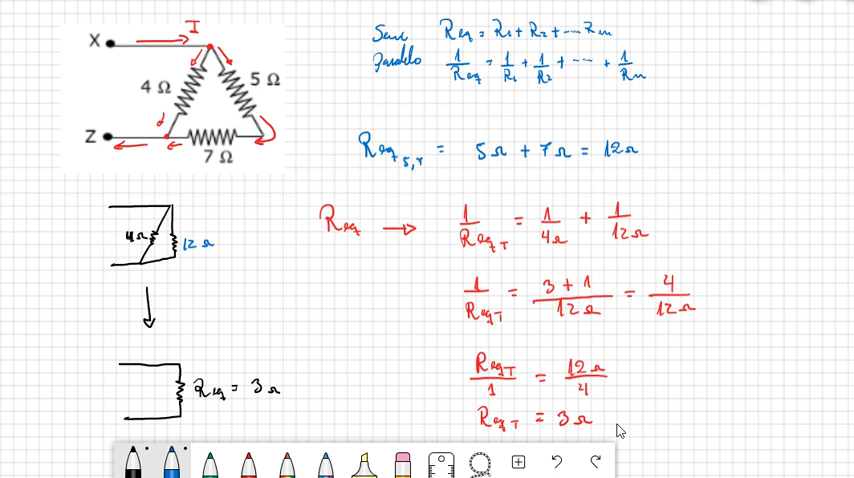 X
I
4 Ω
5 Ω
Z
7 Ω
Req = R1 + R2 + ...
Paralelo 1/Req = 1/R1 + 1/R2 + ... + 1/Rn
Req5,7 = 5Ω + 7Ω = 12Ω
4Ω
12Ω
Req → 1/ReqT = 1/4Ω + 1/12Ω
1/ReqT = 3 + 1/12Ω = 4/12Ω
ReqT/1 = 12Ω/4
Req = 3Ω
ReqT = 3Ω